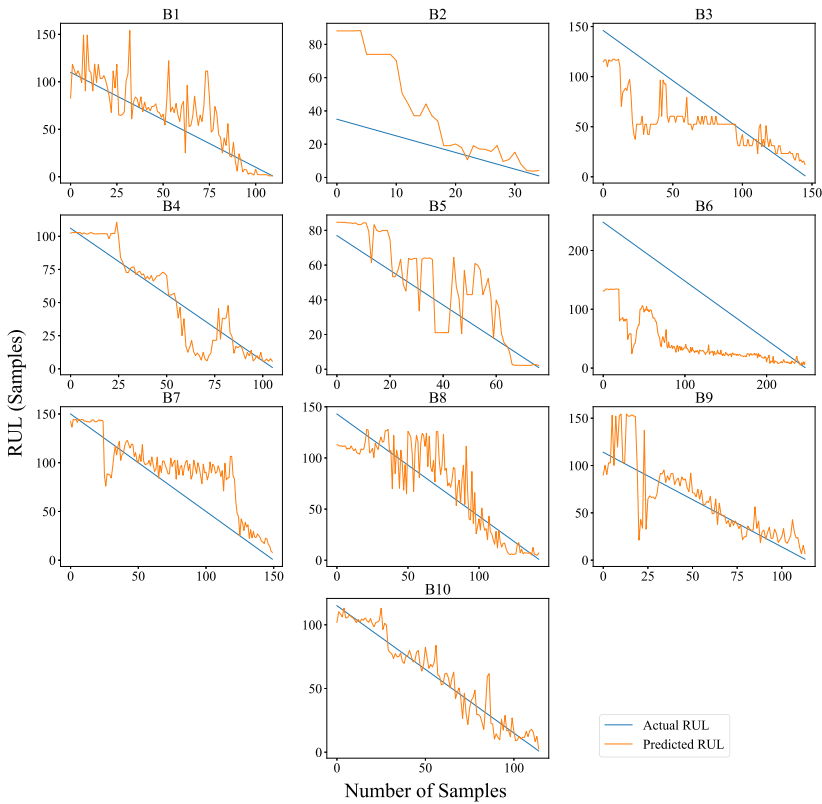 B1 B2 B3
150 100 50 0
80 60 40 20 0
150 100 50 0
0 25 50 75 100
0 10 20 30
0 50 100 150
B4 B5 B6
100 75 50 25 0
80 60 40 20 0
200 100 0
0 25 50 75 100
0 20 40 60
0 100 200
B7 B8 B9
150 100 50 0
150 100 50 0
150 100 50 0
0 50 100 150
0 50 100
0 25 50 75 100
B10
100 50 0
0 50 100
RUL (Samples)
Number of Samples
Actual RUL
Predicted RUL